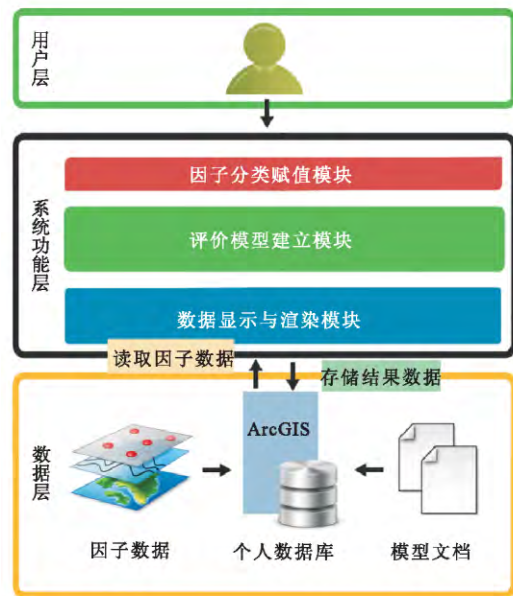 用户层
系统功能层
因子分类赋值模块
评价模型建立模块
数据显示与渲染模块
读取因子数据
存储结果数据
数据层
ArcGIS
因子数据
个人数据库
模型文档